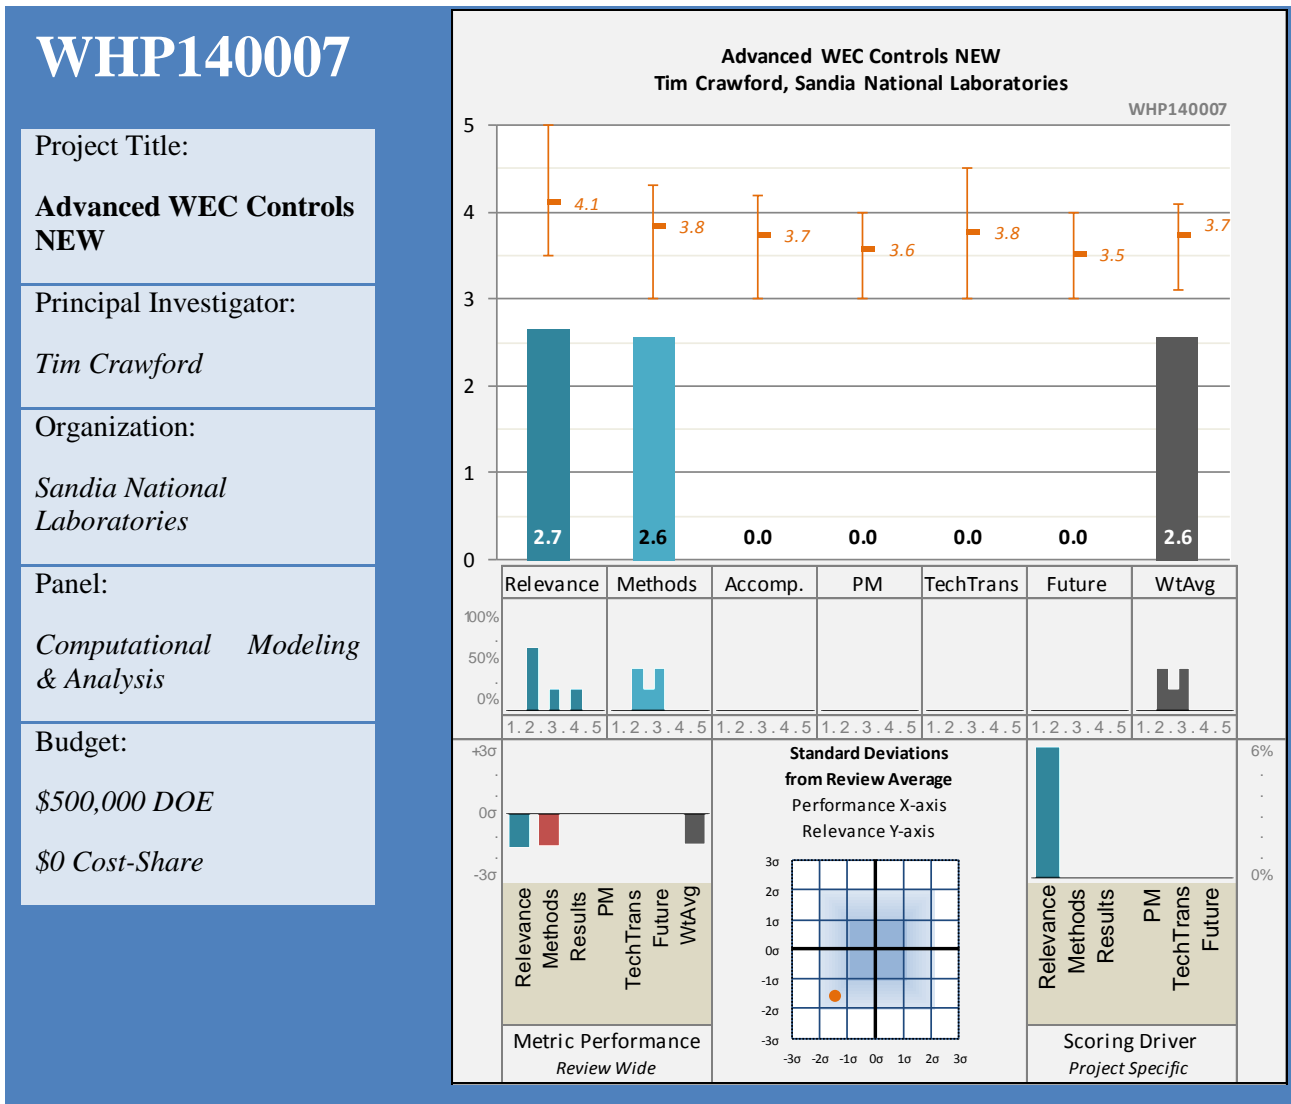 WHP140007
Project Title:
Advanced WEC Controls
NEW
Principal Investigator:
Tim Crawford
Organization:
Sandia National
Laboratories
Panel:
Computational Modeling
& Analysis
Budget:
$500,000 DOE
$0 Cost-Share
Advanced WEC Controls NEW
Tim Crawford, Sandia National Laboratories
WHP140007
5
4
3
2
1
0
4.1
3.8
3.7
3.6
3.8
3.5
3.7
2.7
2.6
0.0
0.0
0.0
0.0
2.6
Relevance Methods Accomp. PM TechTrans Future WtAvg
100%
.
50%
.
0%
1.2.3.4.5 1.2.3.4.5 1.2.3.4.5 1.2.3.4.5 1.2.3.4.5 1.2.3.4.5 1.2.3.4.5
+3σ
.
.
0σ
.
.
-3σ
Relevance
Methods
Results
PM
TechTrans
Future
WtAvg
Metric Performance
Review Wide
Standard Deviations
from Review Average
Performance X-axis
Relevance Y-axis
3σ
2σ
1σ
0σ
-1σ
-2σ
-3σ
-3σ -2σ -1σ 0σ 1σ 2σ 3σ
6%
.
.
.
.
.
0%
Relevance
Methods
Results
PM
TechTrans
Future
Scoring Driver
Project Specific